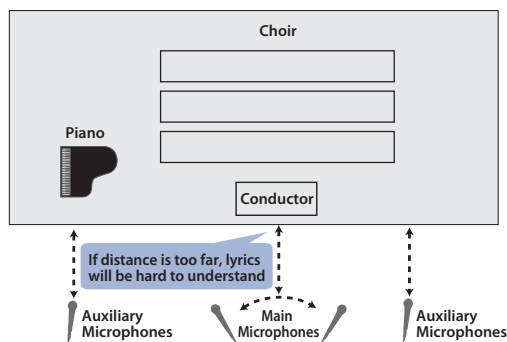 Choir
Piano
Conductor
If distance is too far, lyrics
will be hard to understand
Auxiliary
Microphones
Main
Microphones
Auxiliary
Microphones